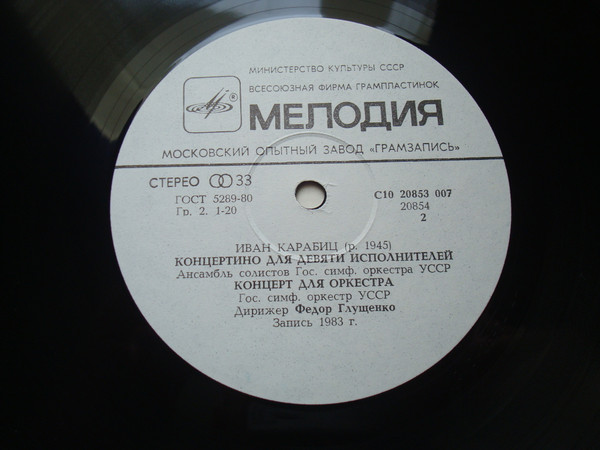 МИНИСТЕРСТВО КУЛЬТУРЫ СССР
ВСЕСОЮЗНАЯ ФИРМА ГРАМПЛАСТИНОК
МЕЛОДИЯ
МОСКОВСКИЙ ОПЫТНЫЙ ЗАВОД «ГРАМЗАПИСЬ»
СТЕРЕО 33
ГОСТ 5289-80
Гр. 2. 1-20
С10 20853 007
20854
2
ИВАН КАРАБИЦ (р. 1945)
КОНЦЕРТИНО ДЛЯ ДЕВЯТИ ИСПОЛНИТЕЛЕЙ
Ансамбль солистов Гос. симф. оркестра УССР
КОНЦЕРТ ДЛЯ ОРКЕСТРА
Гос. симф. оркестр УССР
Дирижер Федор Глущенко
Запись 1983 г.